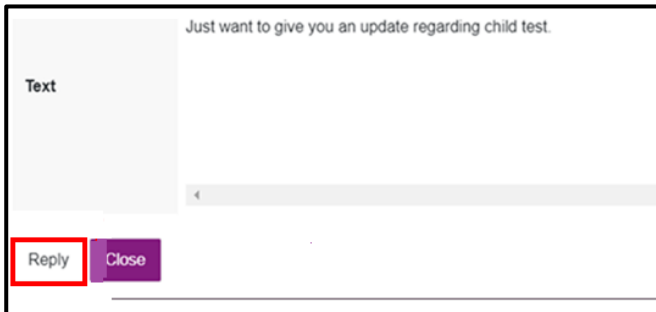 Just want to give you an update regarding child test.
Text
Reply
Close